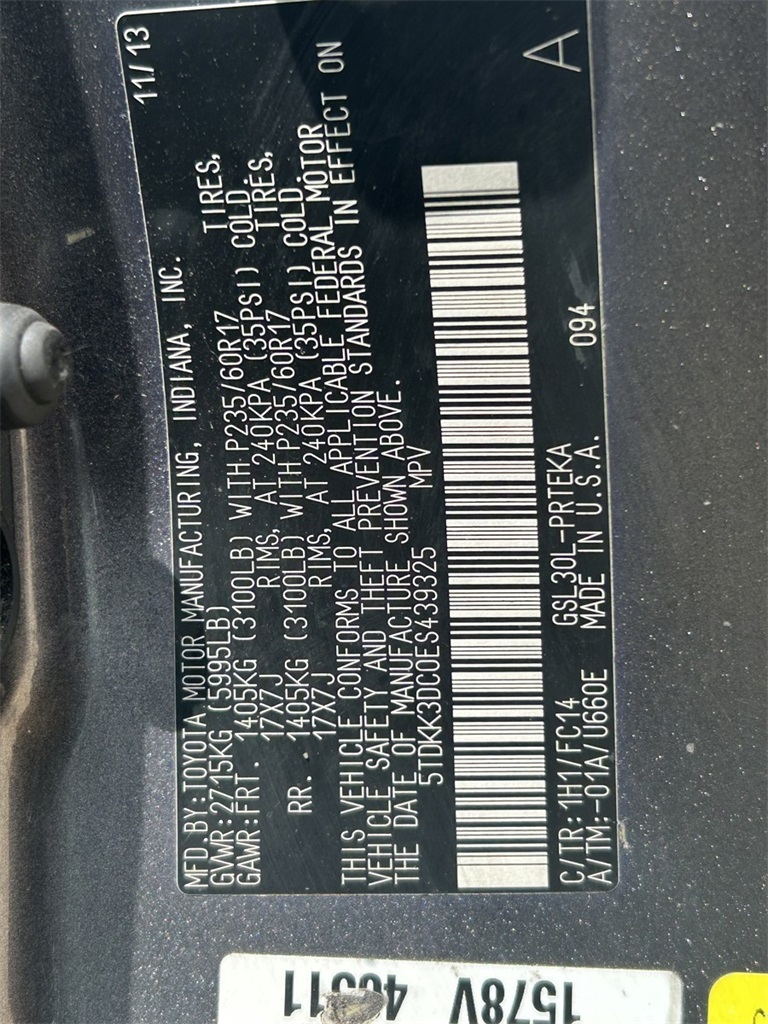 MFD.BY:TOYOTA MOTOR MANUFACTURING, INDIANA, INC. 11/13
GVWR:2715KG (5995LB)
GAWR:FRT. 1405KG (3100LB) WITH P235/60R17 TIRES,
17X7J RIMS, AT 240KPA (35PSI) COLD.
RR. 1405KG (3100LB) WITH P235/60R17 TIRES,
17X7J RIMS, AT 240KPA (35PSI) COLD.
THIS VEHICLE CONFORMS TO ALL APPLICABLE FEDERAL MOTOR
VEHICLE SAFETY AND THEFT PREVENTION STANDARDS IN EFFECT ON
THE DATE OF MANUFACTURE SHOWN ABOVE.
5TDKK3DC0ES439325 MPV
C/TR:1H1/FC14 GSL30L-PRTEKA 094 A
A/TM:-01A/U660E MADE IN U.S.A.
1578V